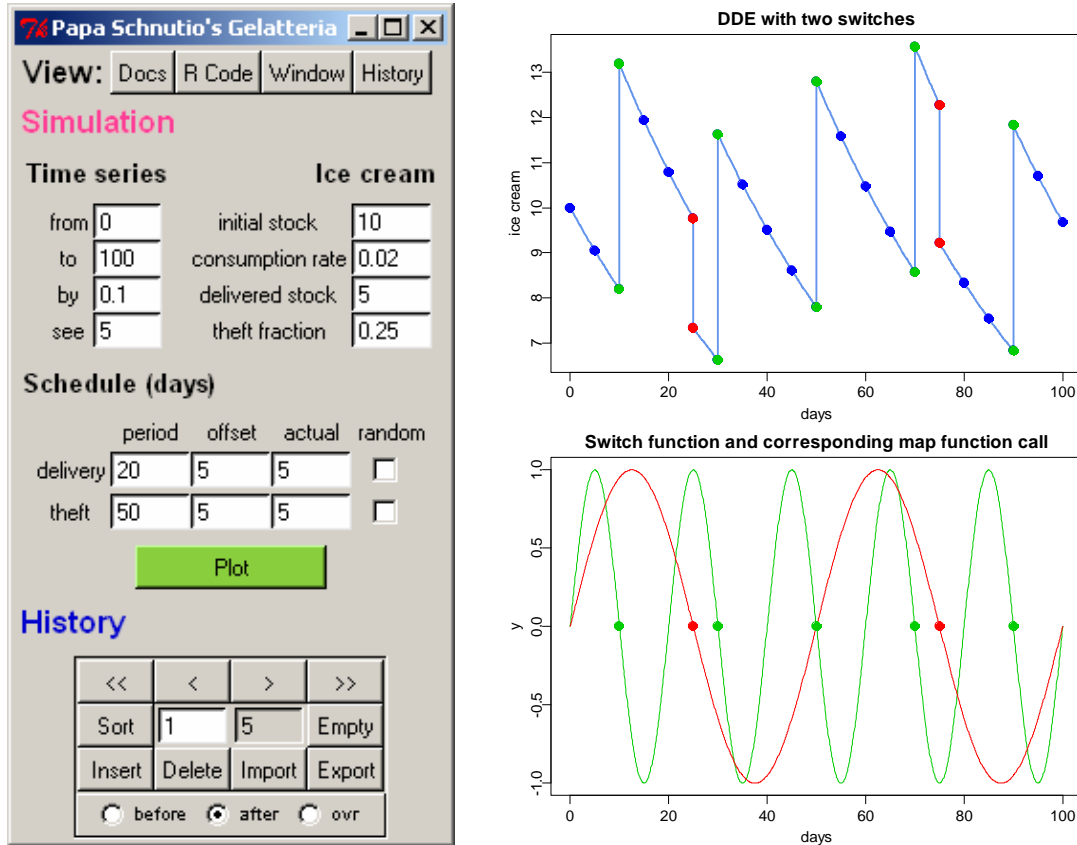 Papa Schnutio's Gelatteria
View: Docs R Code Window History
Simulation
Time series Ice cream
from 0 initial stock 10
to 100 consumption rate 0.02
by 0.1 delivered stock 5
see 5 theft fraction 0.25
Schedule (days)
period offset actual random
delivery 20 5 5
theft 50 5 5
Plot
History
<< < > >>
Sort 1 5 Empty
Insert Delete Import Export
before after ovr
DDE with two switches
ice cream
13
12
11
10
9
8
7
0 20 40 60 80 100
days
Switch function and corresponding map function call
y
1.0
0.5
0.0
-0.5
-1.0
0 20 40 60 80 100
days